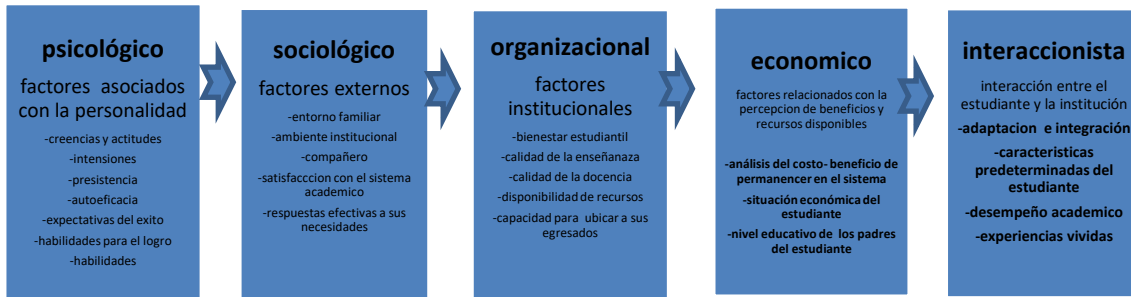 psicológico
factores asociados
con la personalidad
-creencias y actitudes
-intensiones
-presistencia
-autoeficacia
-expectativas del exito
-habilidades para el logro
-habilidades
sociológico
factores externos
-entorno familiar
-ambiente institucional
-compañero
-satisfacccion con el sistema
academico
-respuestas efectivas a sus
necesidades
organizacional
factores
institucionales
-bienestar estudiantil
-calidad de la enseñanaza
-calidad de la docencia
-disponibilidad de recursos
-capacidad para ubicar a sus
egresados
economico
factores relacionados con la
percepcion de beneficios y
recursos disponibles
-análisis del costo- beneficio de
permanencer en el sistema
-situación económica del
estudiante
-nivel educativo de los padres
del estudiante
interaccionista
interacción entre el
estudiante y la institución
-adaptacion e integración
-caracteristicas
predeterminadas del
estudiante
-desempeño academico
-experiencias vividas